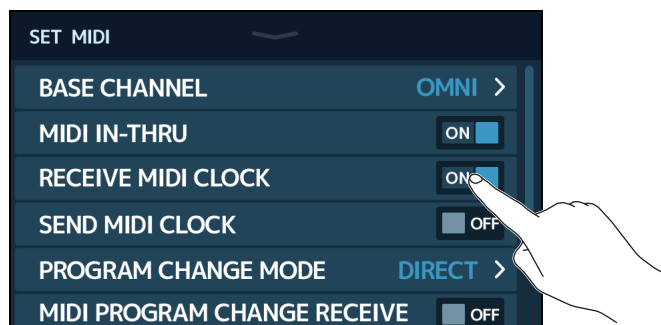 SET MIDI
BASE CHANNEL OMNI >
MIDI IN-THRU ON
RECEIVE MIDI CLOCK ON
SEND MIDI CLOCK OFF
PROGRAM CHANGE MODE DIRECT >
MIDI PROGRAM CHANGE RECEIVE OFF